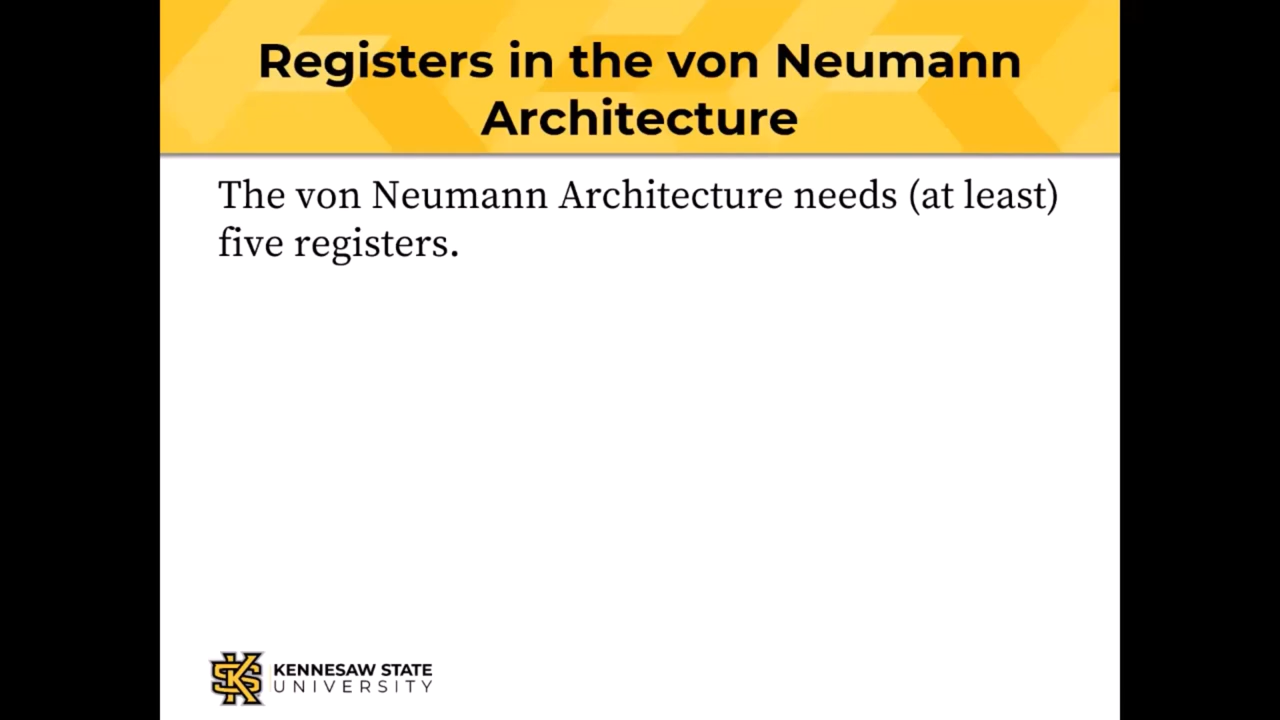 Registers in the von Neumann
Architecture
The von Neumann Architecture needs (at least)
five registers.
KENNESAW STATE
UNIVERSITY